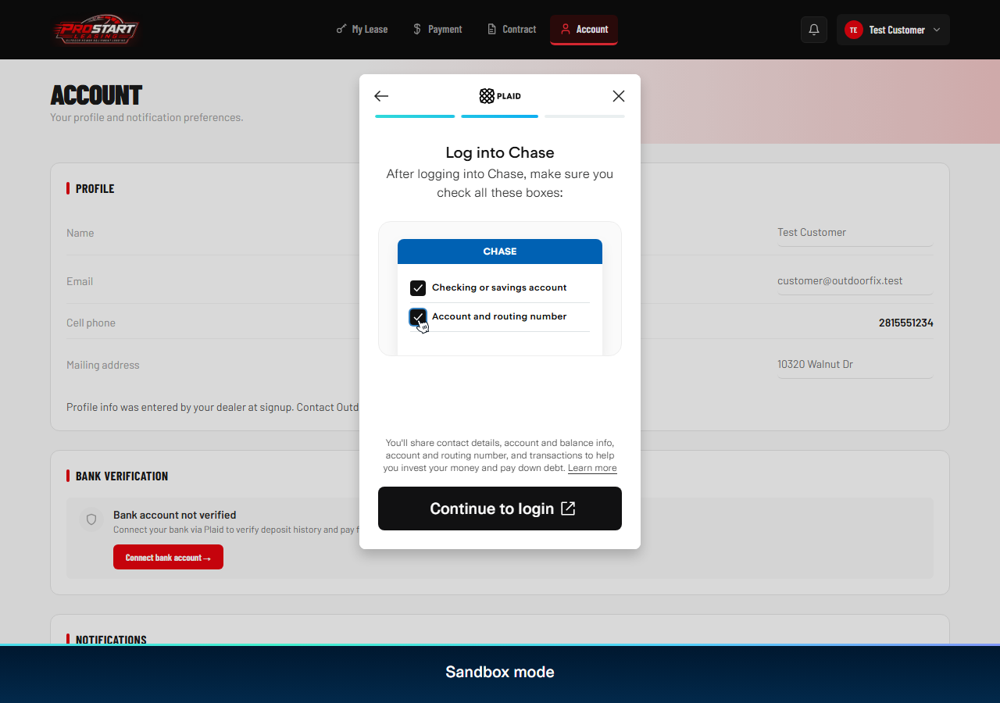 PROSTART
LEASING
My Lease
Payment
Contract
Account
TE
Test Customer
ACCOUNT
Your profile and notification preferences.
PLAID
Log into Chase
After logging into Chase, make sure you
check all these boxes:
CHASE
Checking or savings account
Account and routing number
You'll share contact details, account and balance info,
account and routing number, and transactions to help
you invest your money and pay down debt. Learn more
Continue to login
PROFILE
Name
Test Customer
Email
customer@outdoorfix.test
Cell phone
2815551234
Mailing address
10320 Walnut Dr
Profile info was entered by your dealer at signup. Contact Outd
BANK VERIFICATION
Bank account not verified
Connect your bank via Plaid to verify deposit history and pay f
Connect bank account→
NOTIFICATIONS
Sandbox mode